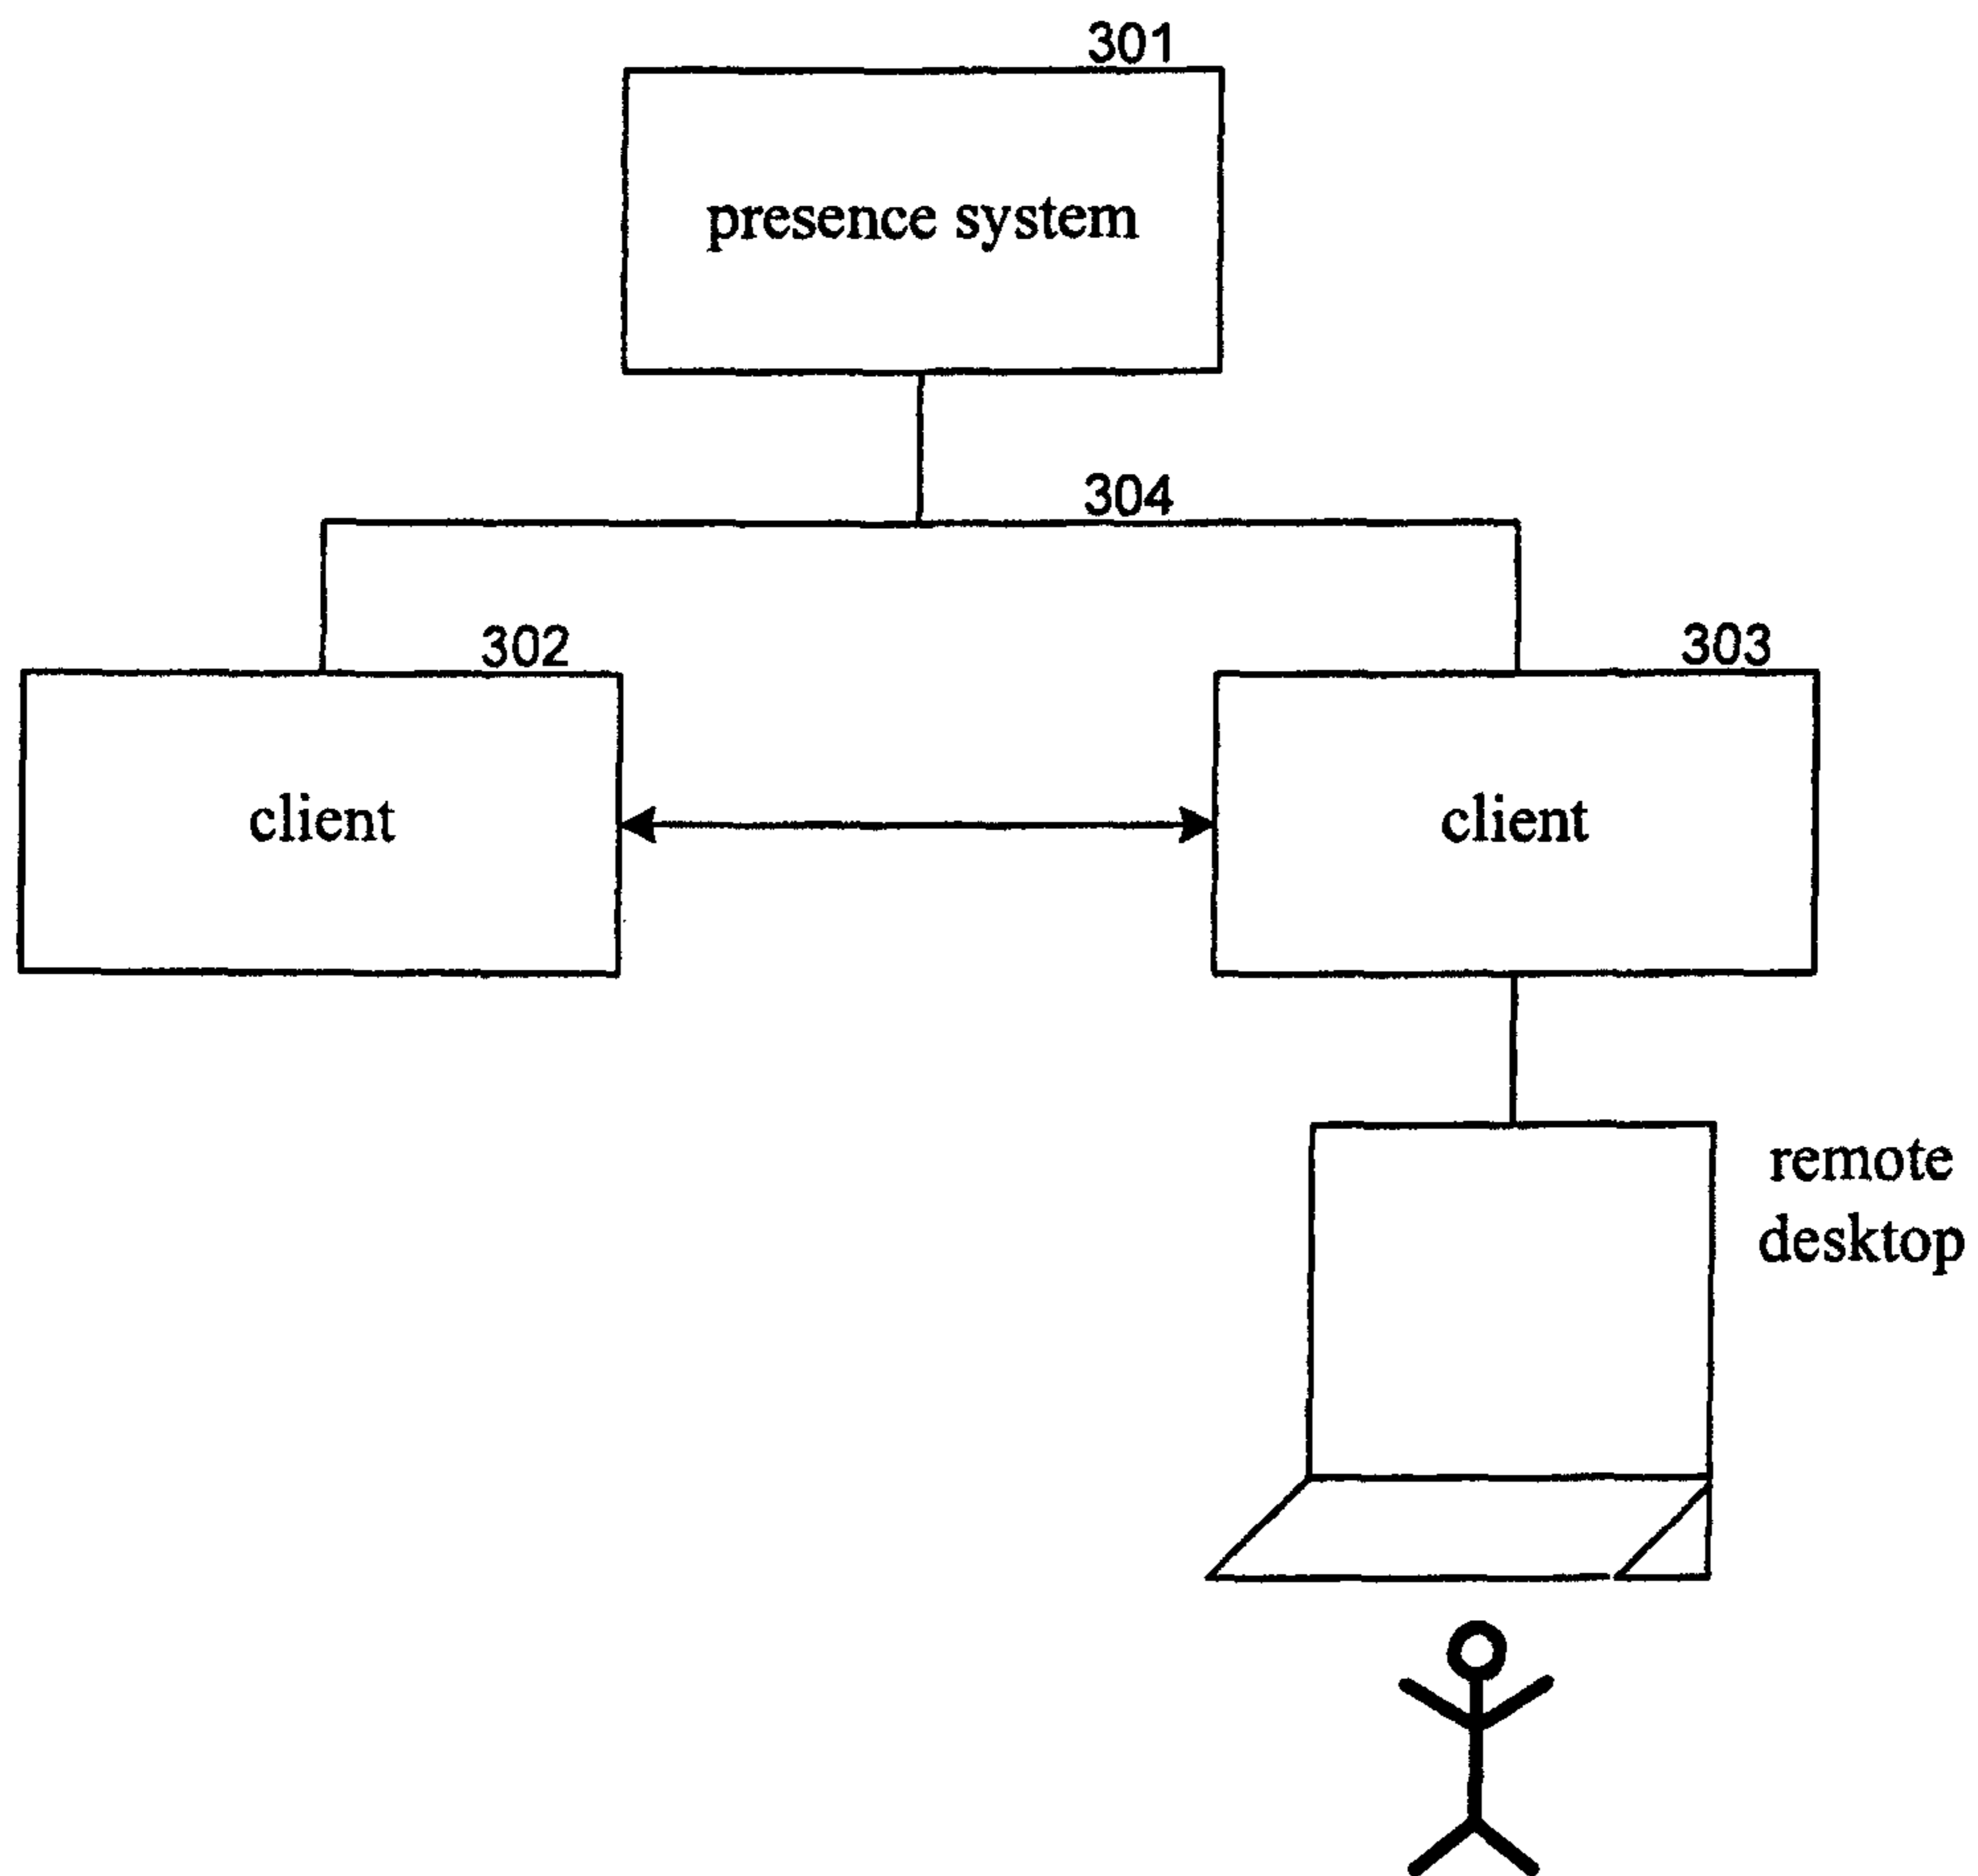 301
presence system
304
302
303
client
client
remote
desktop